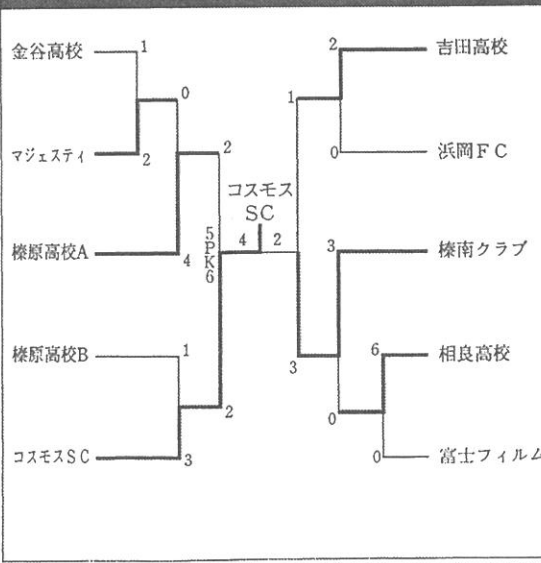 金谷高校
1
0
マジェスティ
2
2
榛原高校A
4
5
P
K
6
榛原高校B
1
2
コスモスSC
3
コスモス
SC
4 2
2
吉田高校
1
0
浜岡FC
3
榛南クラブ
3
6
相良高校
0
0
富士フィルム